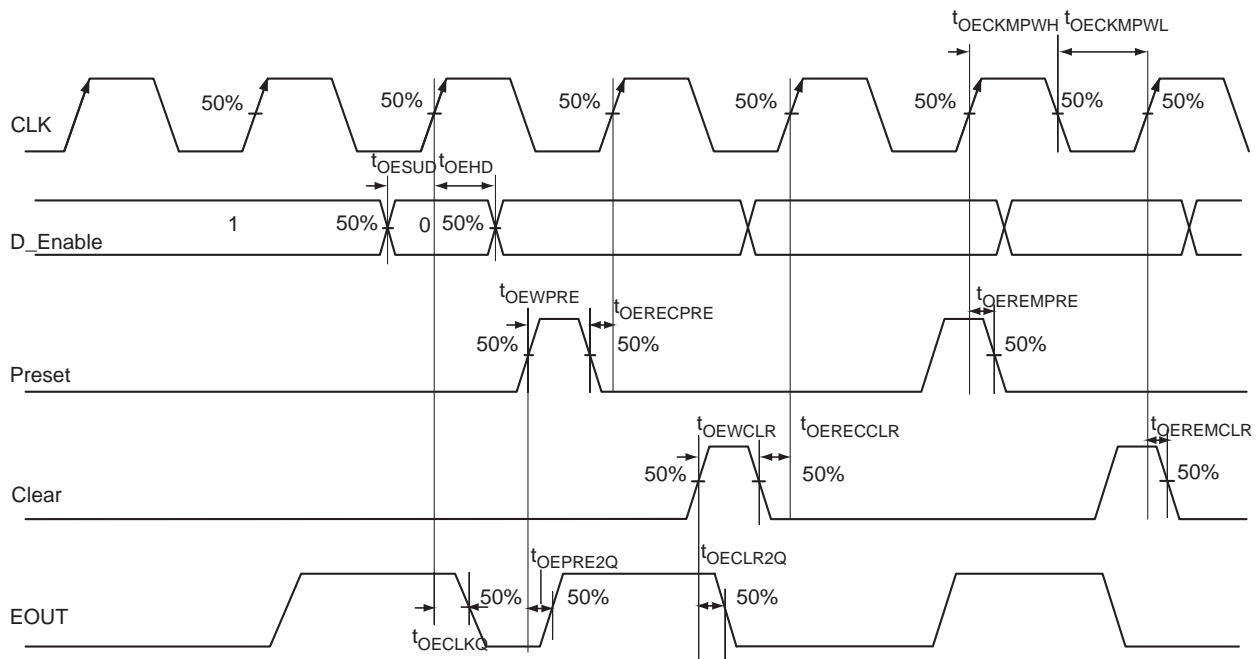 tOECKMPWH tOECKMPWL
CLK 50% 50% 50% 50% 50% 50% 50%
tOESUD tOEHD
D_Enable 1 50% 0 50%
tOEWPRE tOERECPRE tOEREMPRE
Preset 50% 50% 50%
tOEWCLR tOERECCLR tOEREMCLR
Clear 50% 50% 50%
tOEPRE2Q tOECLR2Q
EOUT 50% 50% 50%
tOECLKQ